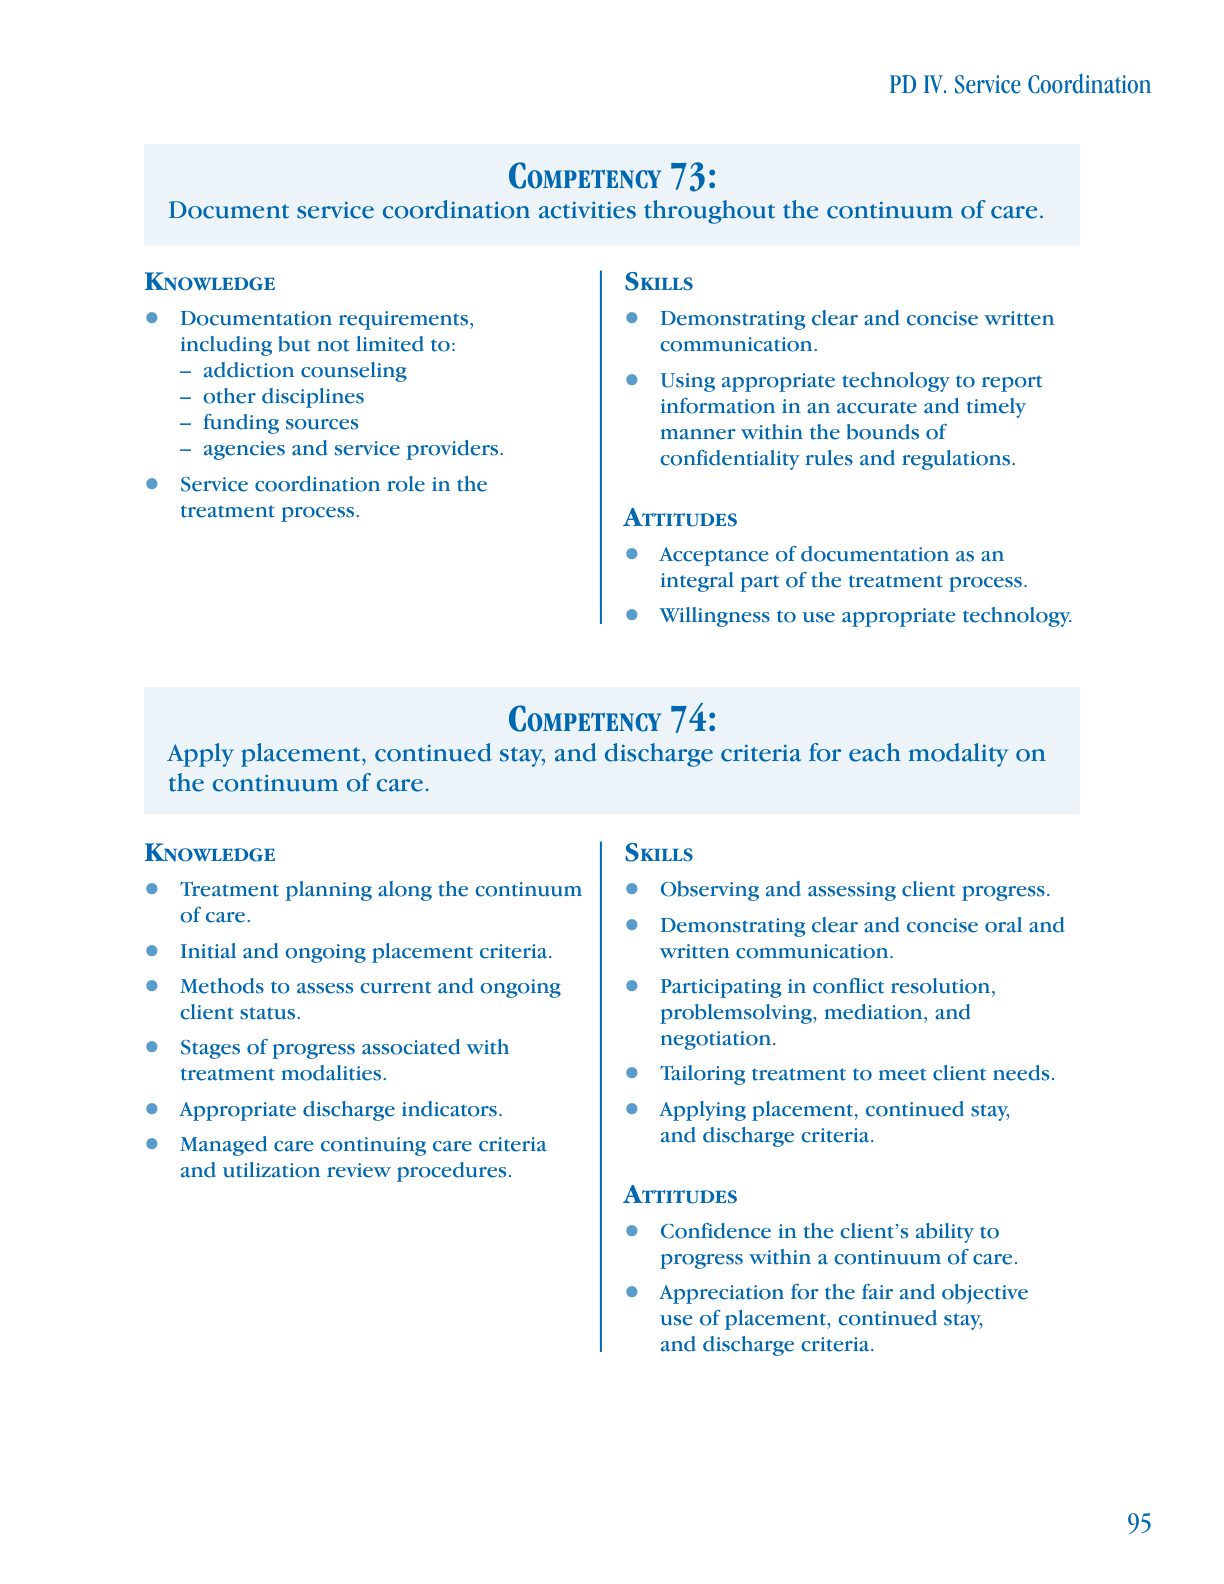 PD IV. Service Coordination
Competency 73:
Document service coordination activities throughout the continuum of care.
Knowledge
● Documentation requirements,
including but not limited to:
– addiction counseling
– other disciplines
– funding sources
– agencies and service providers.
● Service coordination role in the
treatment process.
Skills
● Demonstrating clear and concise written
communication.
● Using appropriate technology to report
information in an accurate and timely
manner within the bounds of
confidentiality rules and regulations.
Attitudes
● Acceptance of documentation as an
integral part of the treatment process.
● Willingness to use appropriate technology.
Competency 74:
Apply placement, continued stay, and discharge criteria for each modality on
the continuum of care.
Knowledge
● Treatment planning along the continuum
of care.
● Initial and ongoing placement criteria.
● Methods to assess current and ongoing
client status.
● Stages of progress associated with
treatment modalities.
● Appropriate discharge indicators.
● Managed care continuing care criteria
and utilization review procedures.
Skills
● Observing and assessing client progress.
● Demonstrating clear and concise oral and
written communication.
● Participating in conflict resolution,
problemsolving, mediation, and
negotiation.
● Tailoring treatment to meet client needs.
● Applying placement, continued stay,
and discharge criteria.
Attitudes
● Confidence in the client's ability to
progress within a continuum of care.
● Appreciation for the fair and objective
use of placement, continued stay,
and discharge criteria.
95